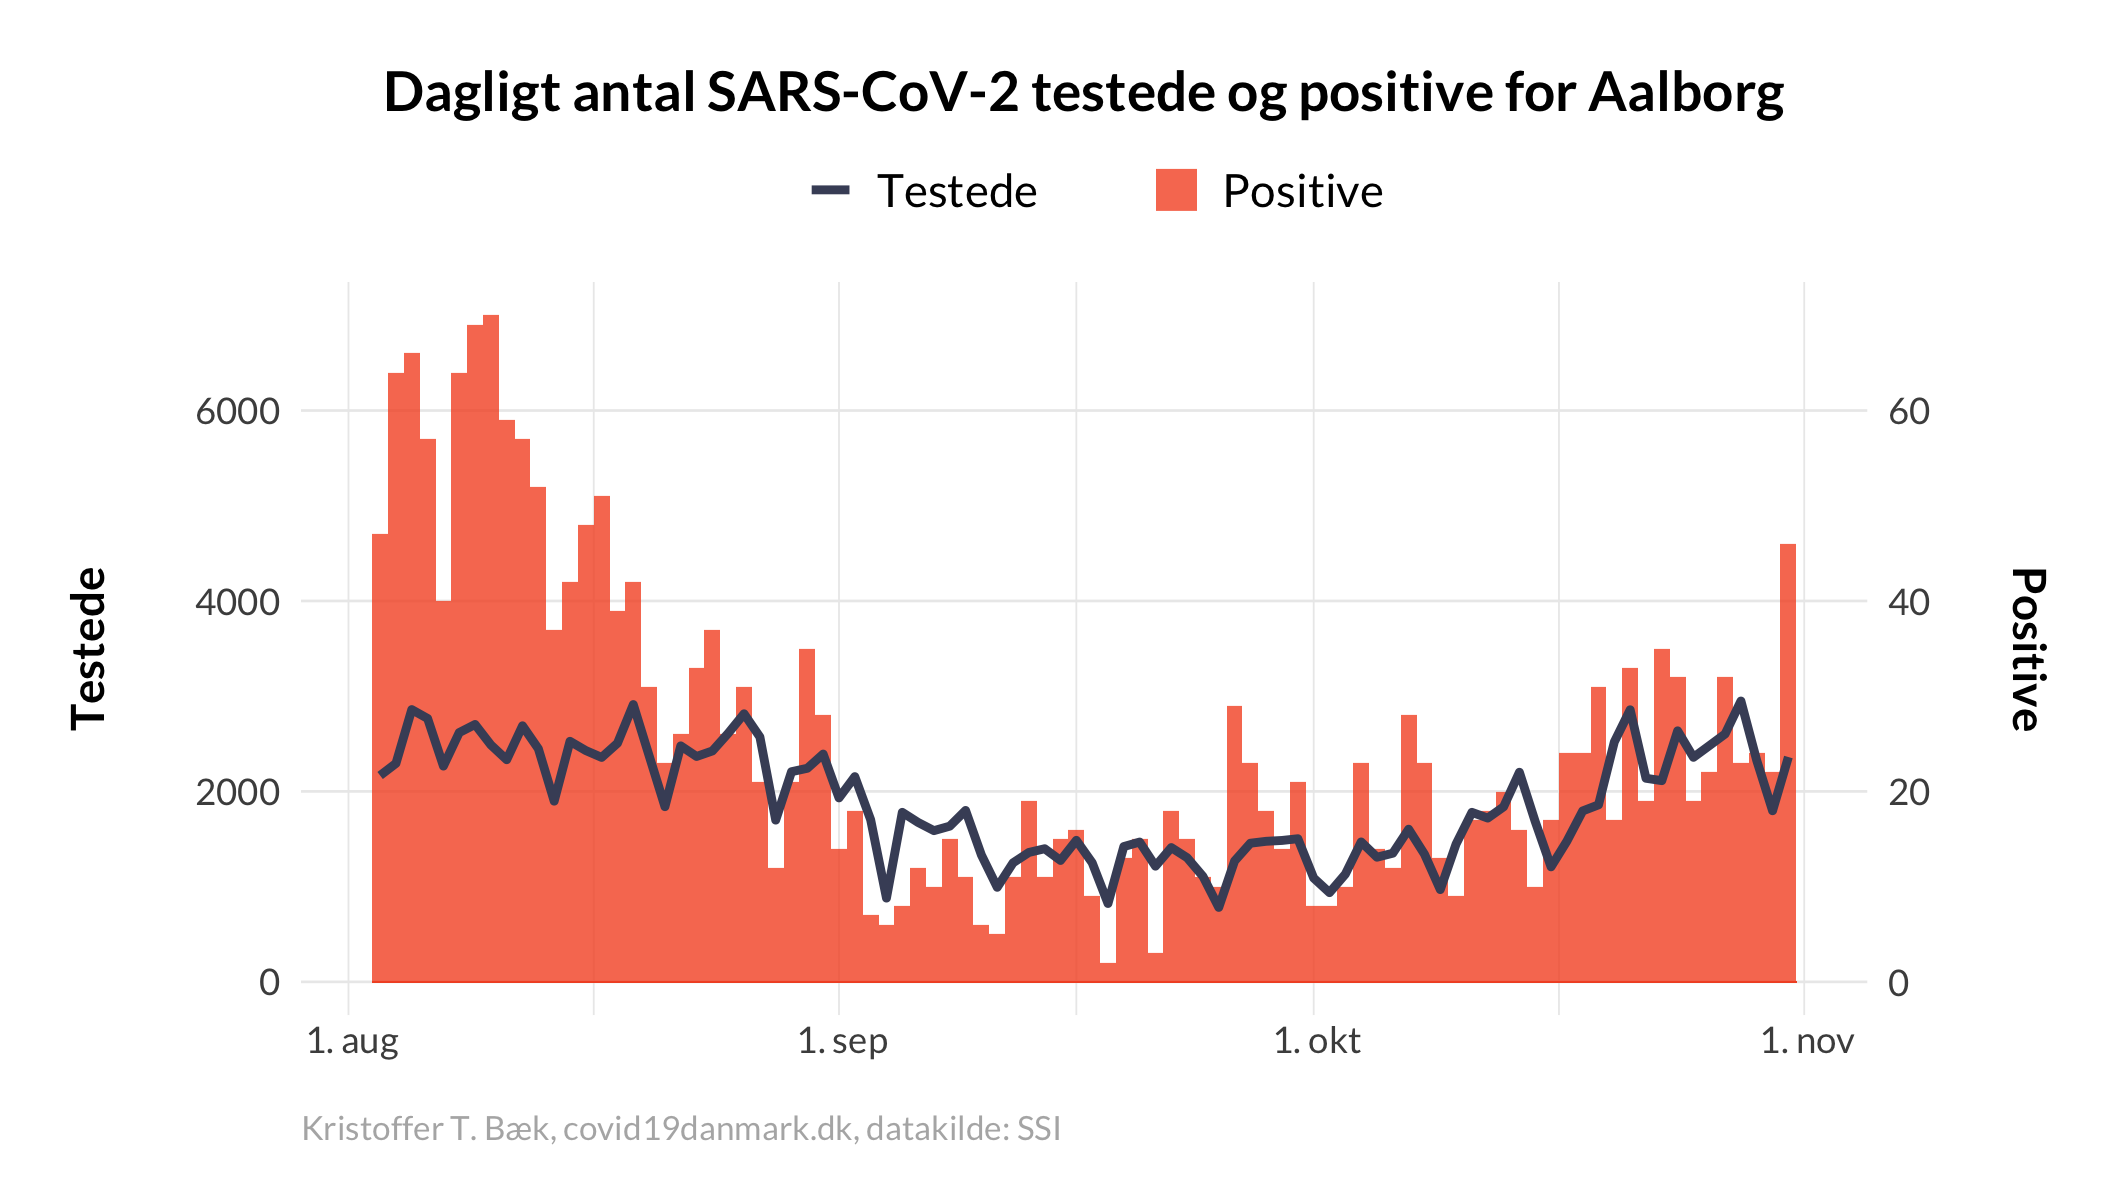 Dagligt antal SARS-CoV-2 testede og positive for Aalborg
Testede
Positive
6000
4000
2000
0
Testede
60
40
20
0
Positive
1. aug
1. sep
1. okt
1. nov
Kristoffer T. Bæk, covid19danmark.dk, datakilde: SSI